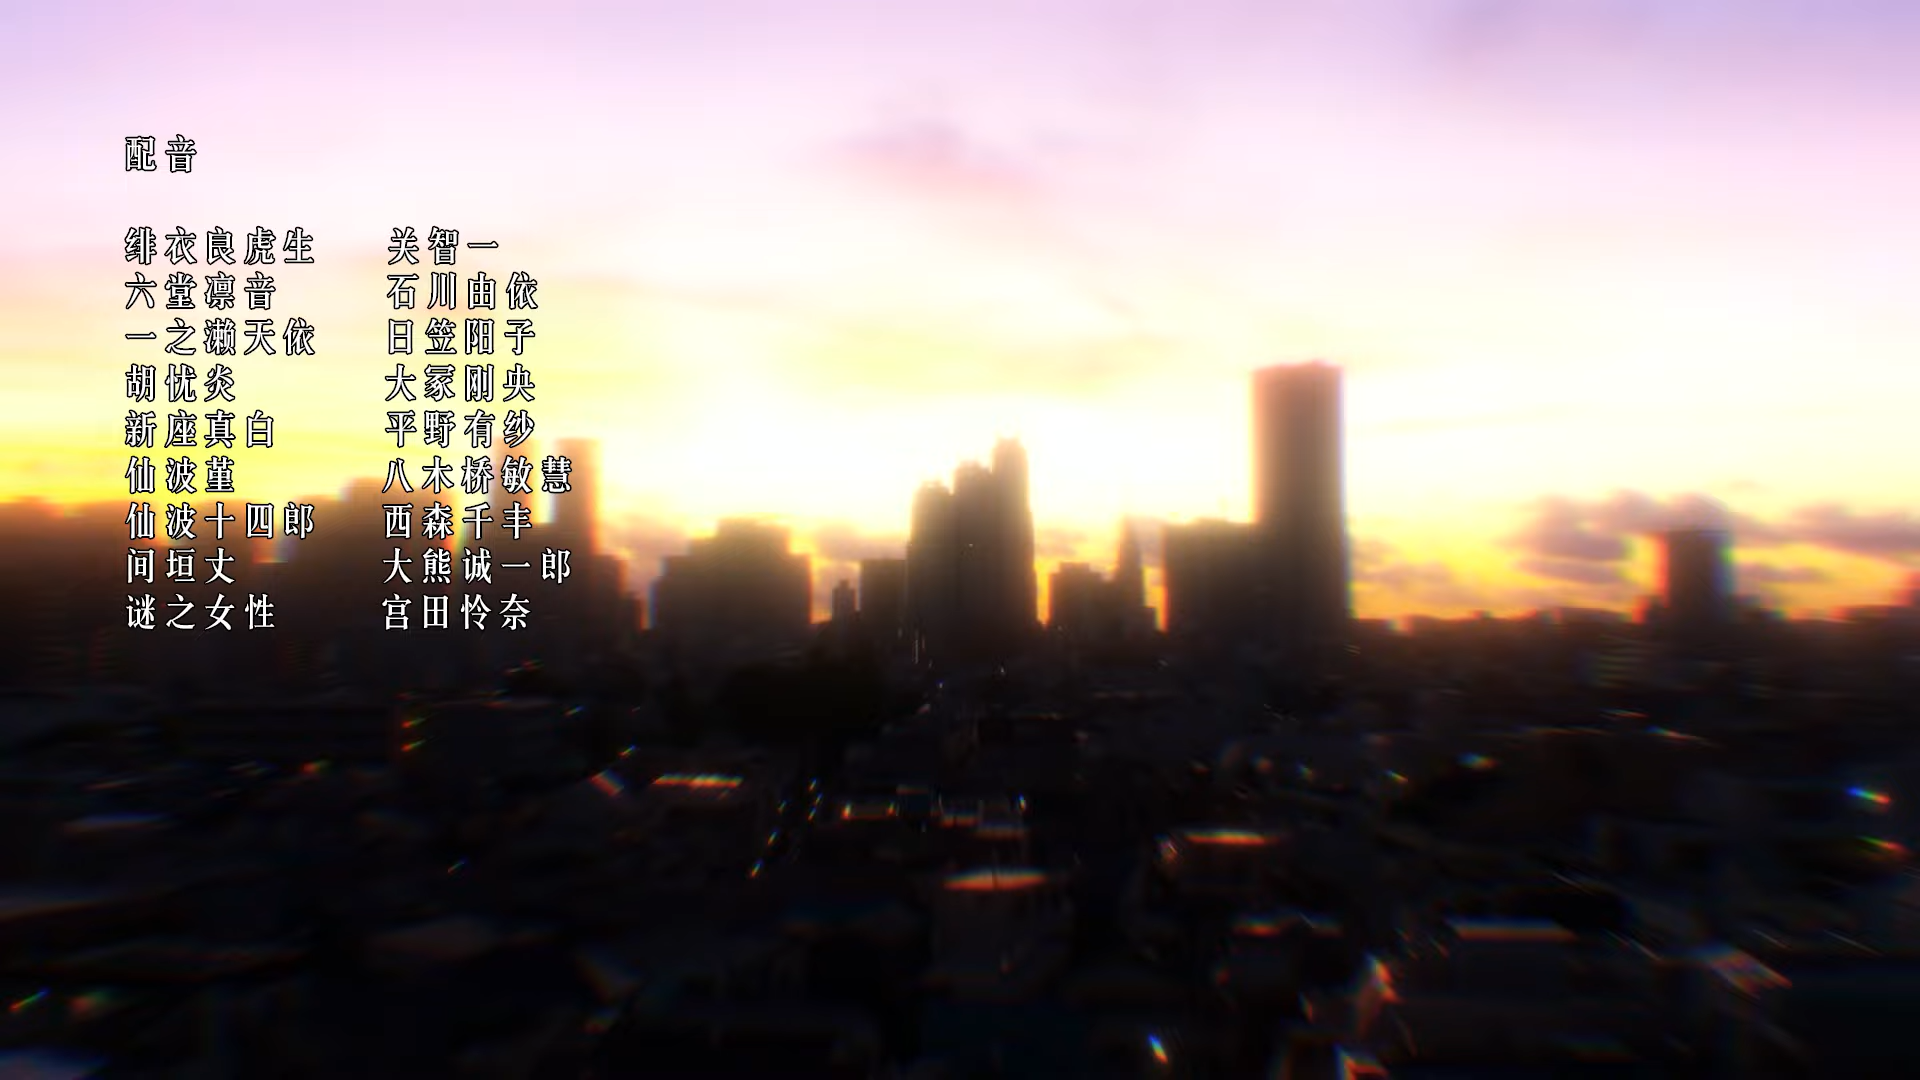 配音
绯衣良虎生 关智一
六堂凛音 石川由依
一之濑天依 日笠阳子
胡忧炎 大冢刚央
新座真白 平野有纱
仙波堇 八木桥敏慧
仙波十四郎 西森千丰
间垣丈 大熊诚一郎
谜之女性 宫田怜奈